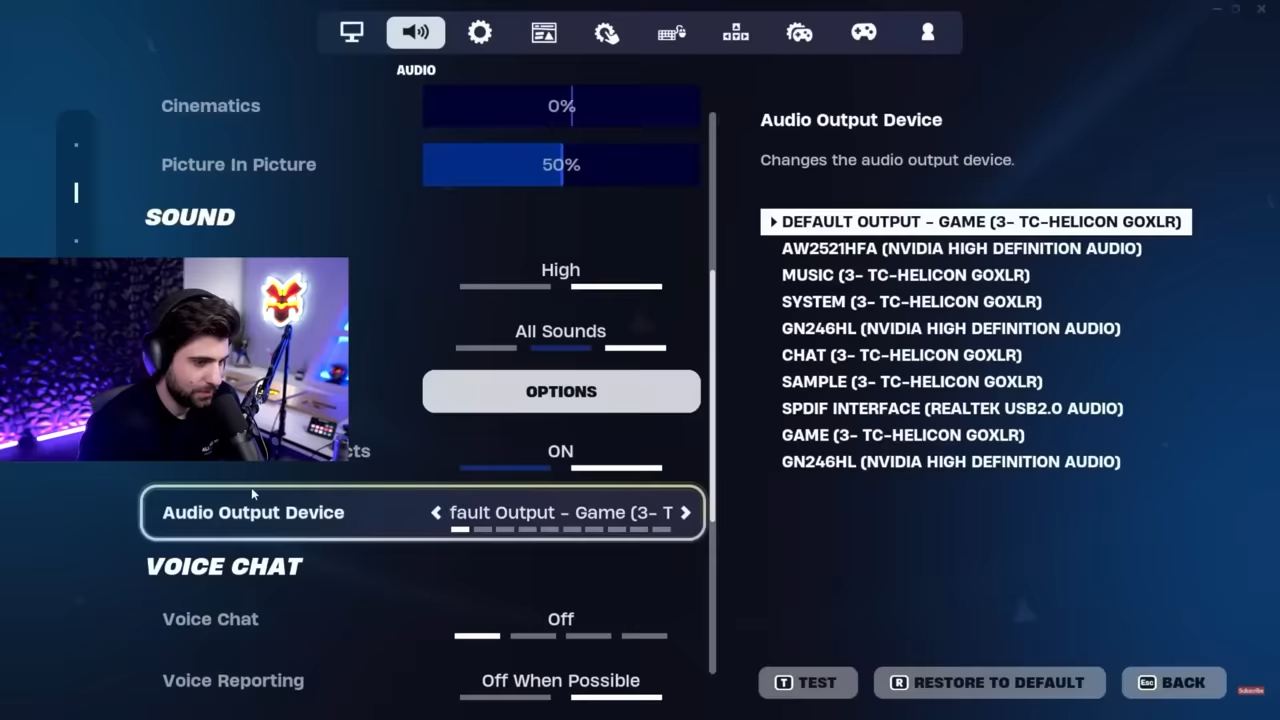 AUDIO
Cinematics
0%
Picture In Picture
50%
SOUND
High
All Sounds
OPTIONS
cts
ON
Audio Output Device
fault Output - Game (3- T
VOICE CHAT
Voice Chat
Off
Voice Reporting
Off When Possible
Audio Output Device
Changes the audio output device.
DEFAULT OUTPUT - GAME (3- TC-HELICON GOXLR)
AW2521HFA (NVIDIA HIGH DEFINITION AUDIO)
MUSIC (3- TC-HELICON GOXLR)
SYSTEM (3- TC-HELICON GOXLR)
GN246HL (NVIDIA HIGH DEFINITION AUDIO)
CHAT (3- TC-HELICON GOXLR)
SAMPLE (3- TC-HELICON GOXLR)
SPDIF INTERFACE (REALTEK USB2.0 AUDIO)
GAME (3- TC-HELICON GOXLR)
GN246HL (NVIDIA HIGH DEFINITION AUDIO)
T TEST
R RESTORE TO DEFAULT
Esc BACK
Subscribe